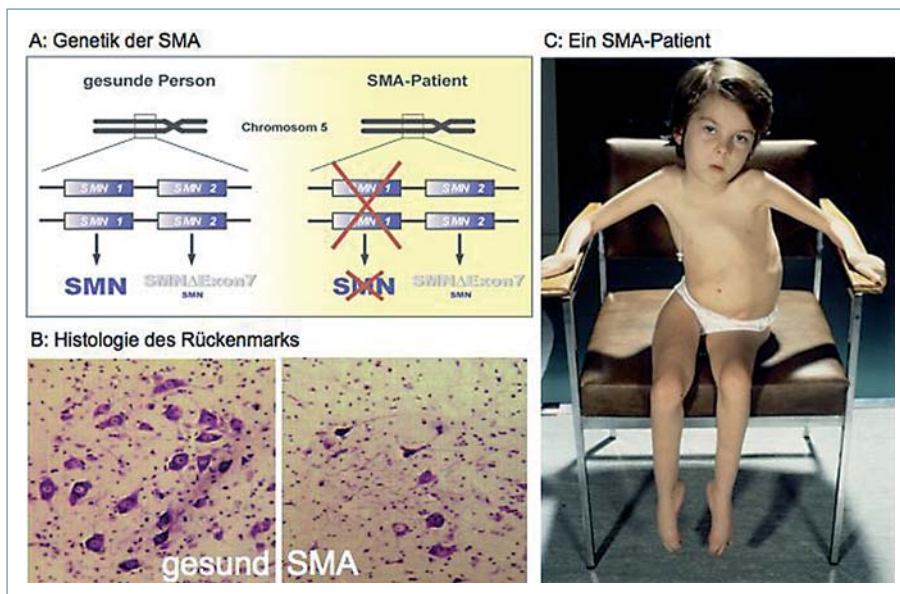 A: Genetik der SMA
gesunde Person
SMA-Patient
Chromosom 5
SMN 1 SMN 2
SMN 1 SMN 2
SMN SMNΔExon7
SMN
SMN 1 SMN 2
SMN 1 SMN 2
SMN SMNΔExon7
SMN
B: Histologie des Rückenmarks
gesund SMA
C: Ein SMA-Patient